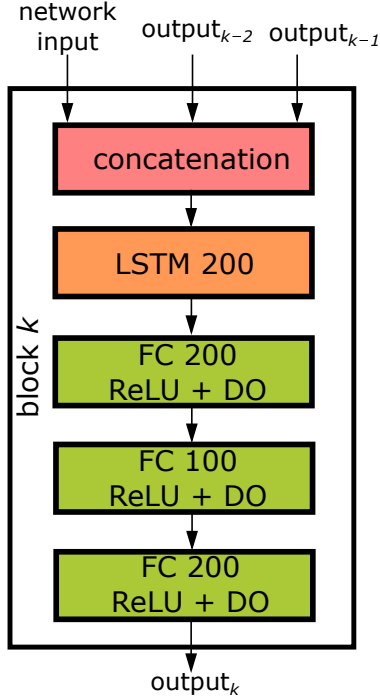 network
input
output_{k−2}
output_{k−1}
concatenation
LSTM 200
block k
FC 200
ReLU + DO
FC 100
ReLU + DO
FC 200
ReLU + DO
output_k